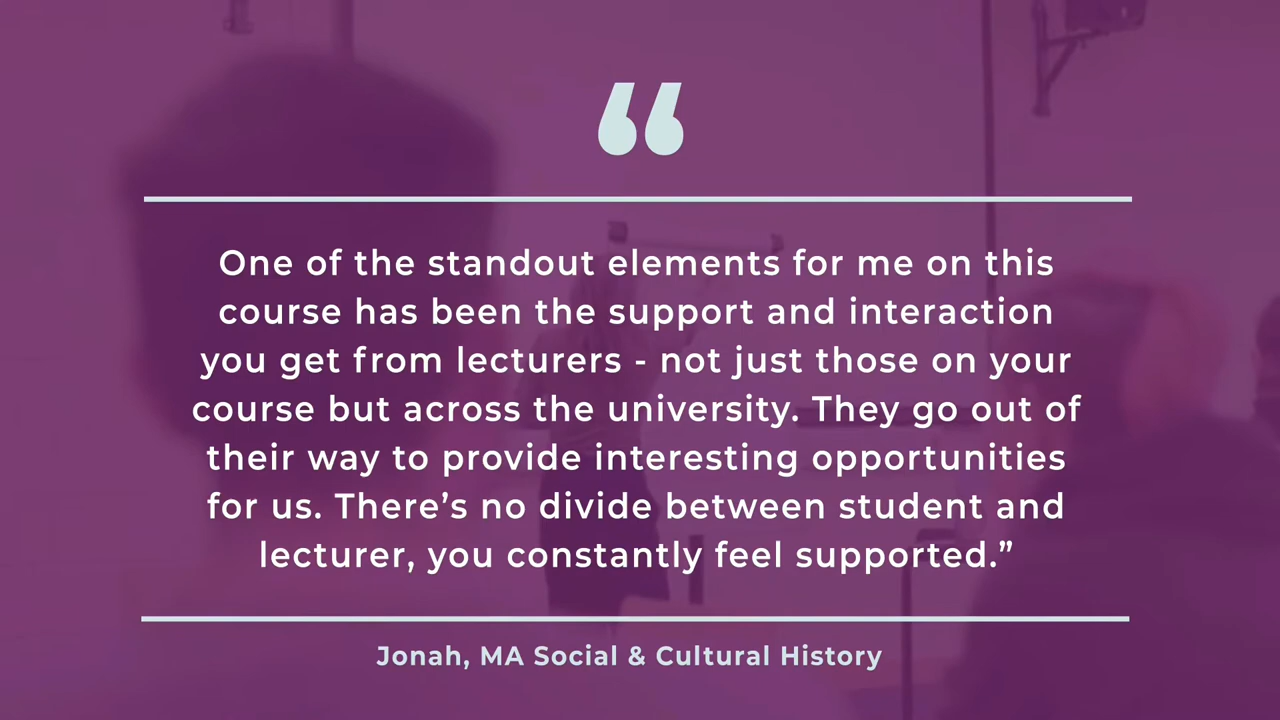 “
One of the standout elements for me on this
course has been the support and interaction
you get from lecturers - not just those on your
course but across the university. They go out of
their way to provide interesting opportunities
for us. There’s no divide between student and
lecturer, you constantly feel supported.”
Jonah, MA Social & Cultural History